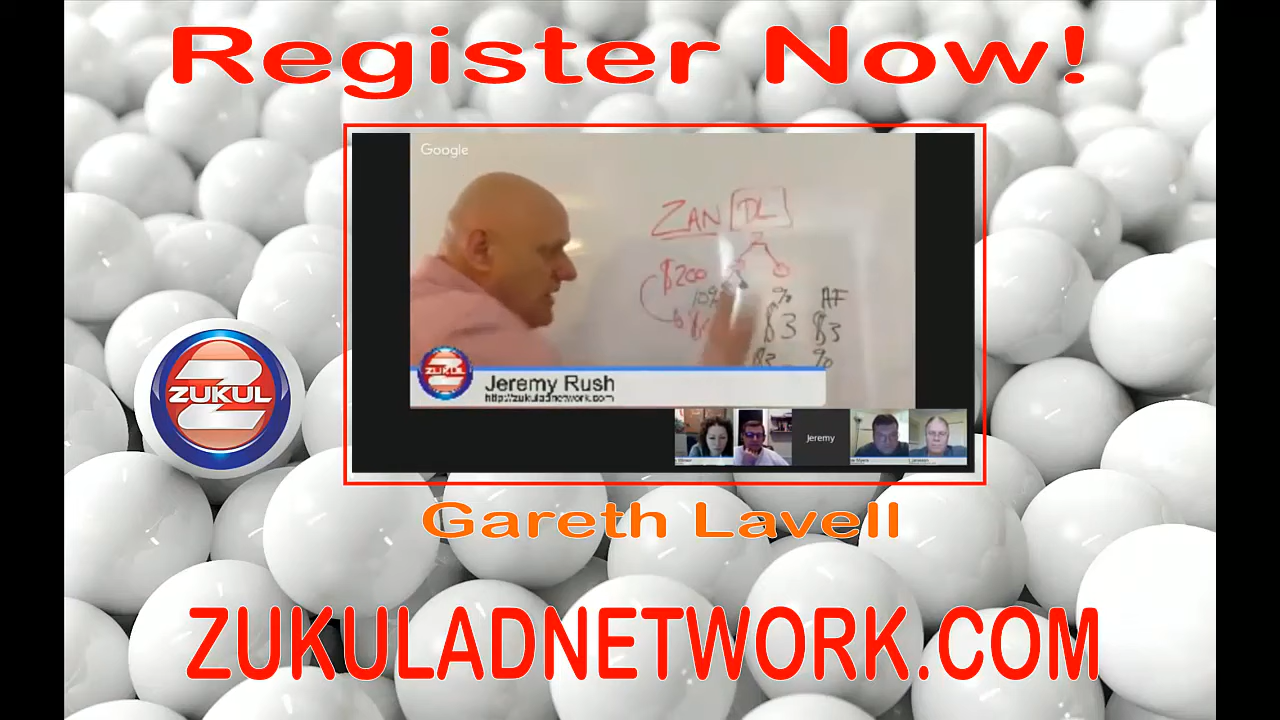 Register Now!
Google
ZAN DL
$200
10%
% AF
$3 $3
$3 %
ZUKUL
ZUKUL
Jeremy Rush
http://zukuladnetwork.com
Jeremy
Gareth Lavell
ZUKULADNETWORK.COM